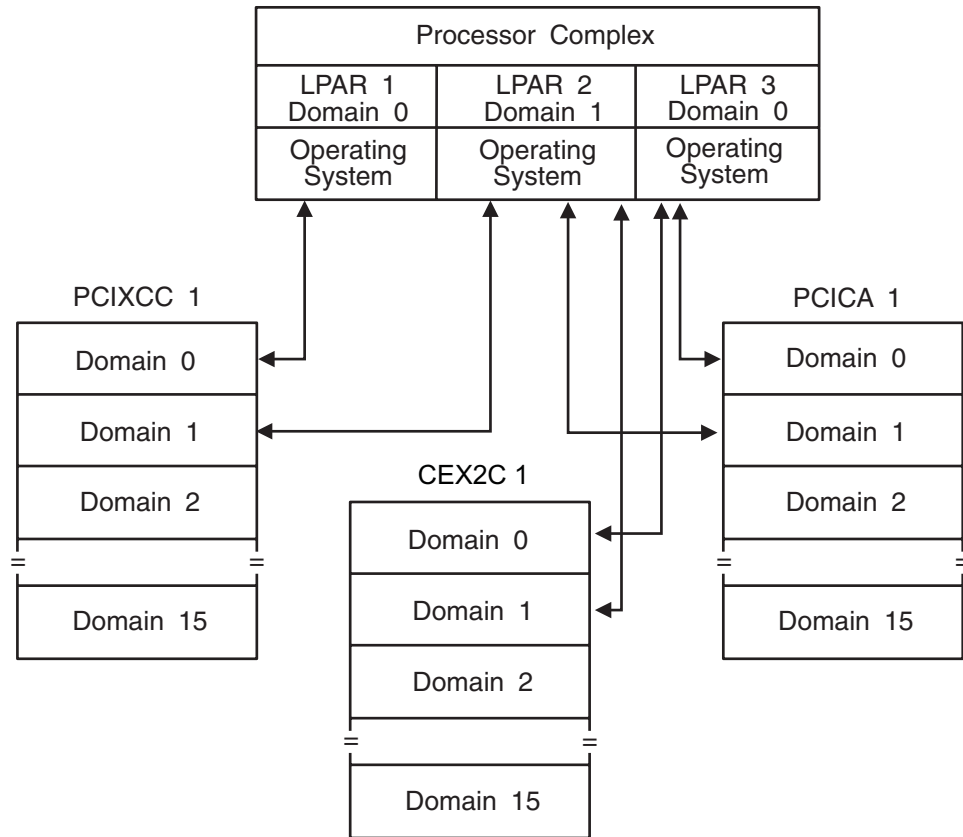 Processor Complex
LPAR 1
Domain 0
LPAR 2
Domain 1
LPAR 3
Domain 0
Operating
System
Operating
System
Operating
System
PCIXCC 1
Domain 0
Domain 1
Domain 2
=
=
Domain 15
CEX2C 1
Domain 0
Domain 1
Domain 2
=
=
Domain 15
PCICA 1
Domain 0
Domain 1
Domain 2
=
=
Domain 15